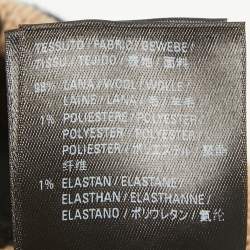 TESSUTO / FABRIC / GEWEBE /
TISSU / TEJIDO / 表地 / 面料
98% LANA / WOOL / WOLLE /
LAINE / LANA / 毛 / 羊毛
1% POLIESTERE / POLYESTER /
POLYESTER / POLYESTER /
POLIESTER / ポリエステル / 聚酯
纤维
1% ELASTAN / ELASTANE /
ELASTHAN / ELASTHANNE /
ELASTANO / ポリウレタン / 氨纶